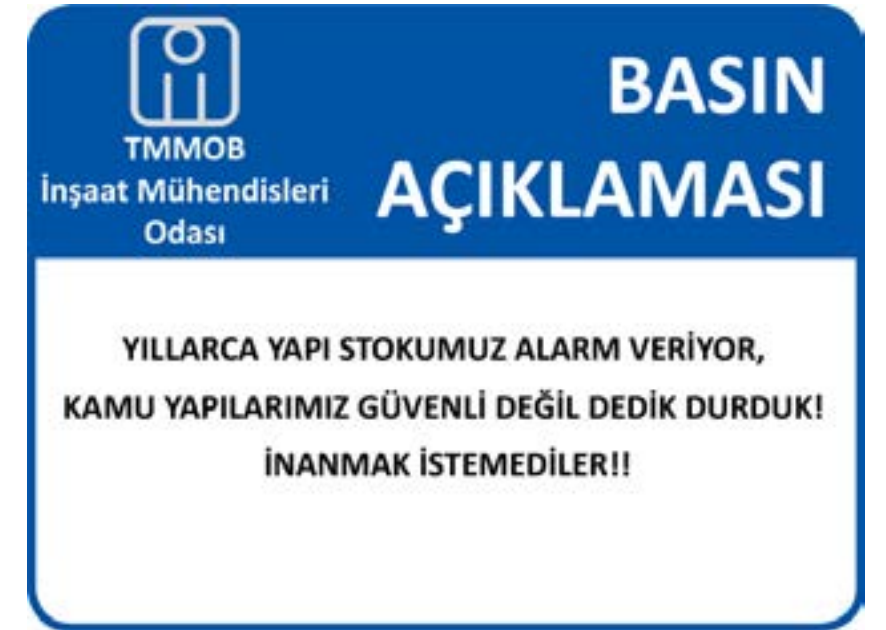 TMMOB
İnşaat Mühendisleri
Odası
BASIN
AÇIKLAMASI
YILLARCA YAPI STOKUMUZ ALARM VERİYOR,
KAMU YAPILARIMIZ GÜVENLİ DEĞİL DEDİK DURDUK!
İNANMAK İSTEMEDİLER!!